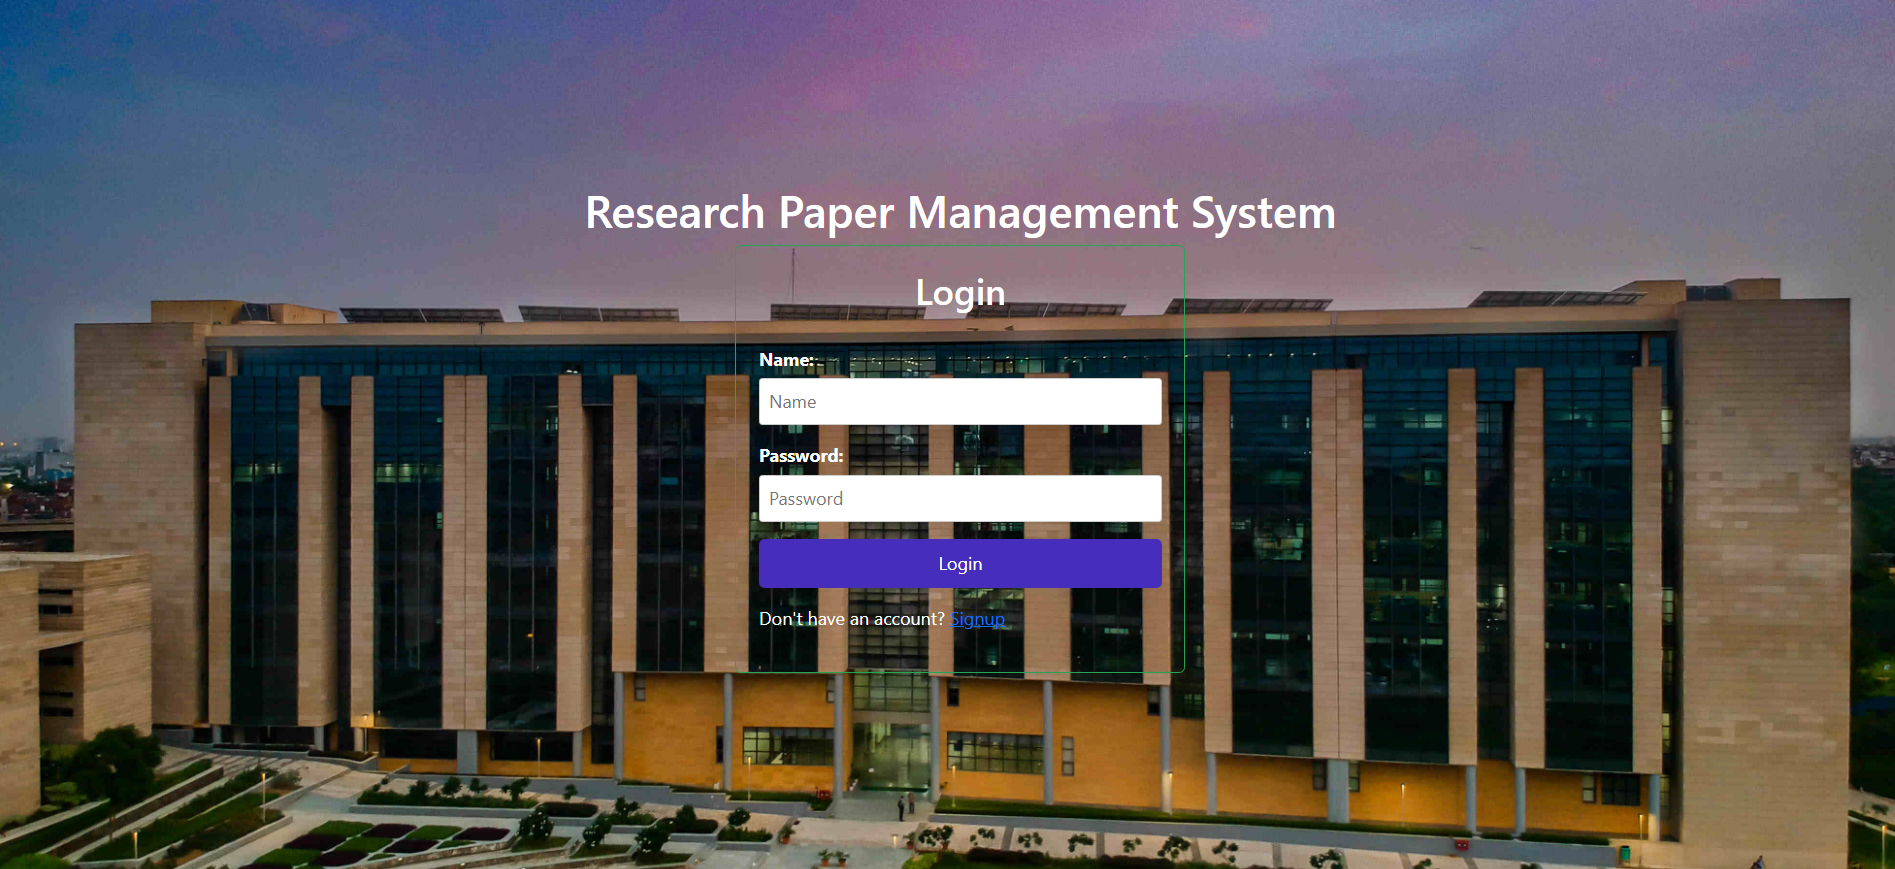 Research Paper Management System
Login
Name:
Name
Password:
Password
Login
Don't have an account? Signup